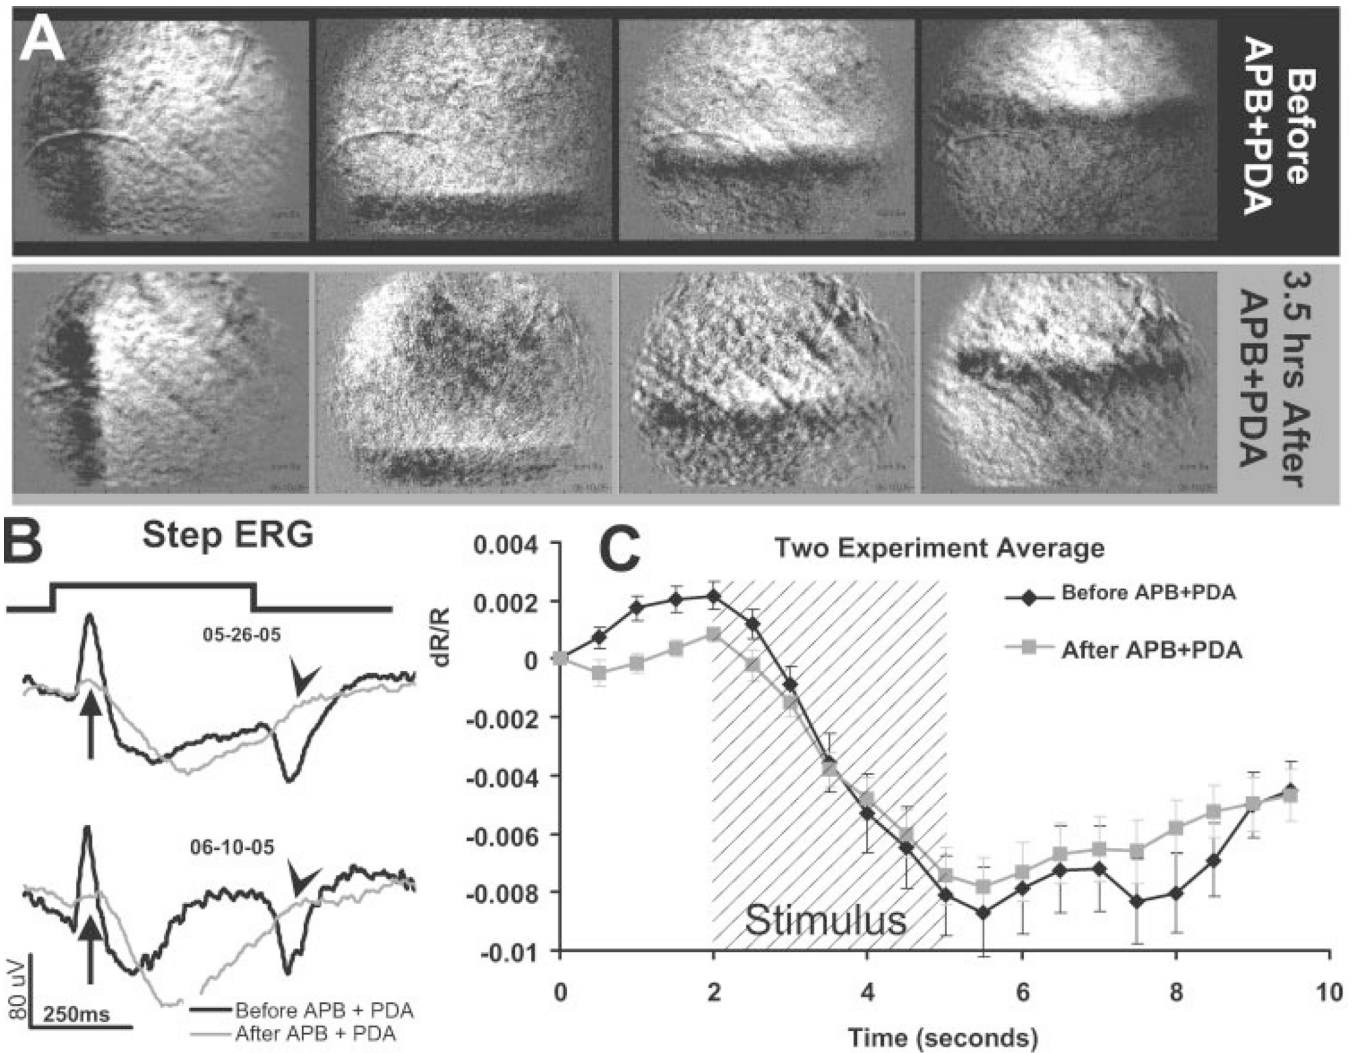 A
Before
APB+PDA
3.5 hrs After
APB+PDA
B
Step ERG
05-26-05
06-10-05
80 uV
250ms
Before APB + PDA
After APB + PDA
C
Two Experiment Average
Before APB+PDA
After APB+PDA
dR/R
0.004
0.002
0
-0.002
-0.004
-0.006
-0.008
-0.01
Stimulus
0 2 4 6 8 10
Time (seconds)